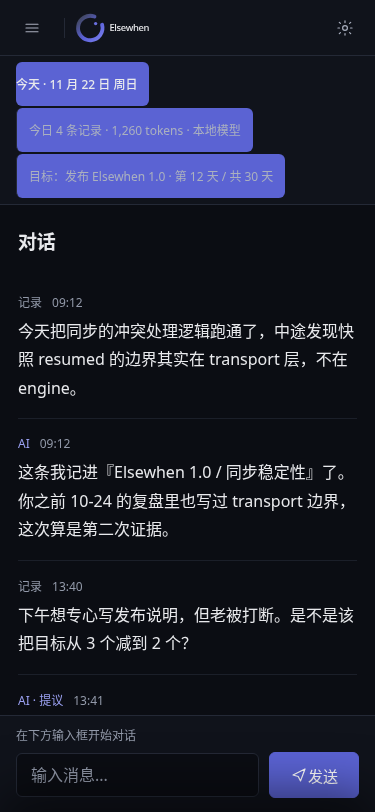 Elsewhen
今天 · 11 月 22 日 周日
今日 4 条记录 · 1,260 tokens · 本地模型
目标：发布 Elsewhen 1.0 · 第 12 天 / 共 30 天
对话
记录 09:12
今天把同步的冲突处理逻辑跑通了，中途发现快
照 resumed 的边界其实在 transport 层，不在
engine。
AI 09:12
这条我记进『Elsewhen 1.0 / 同步稳定性』了。
你之前 10-24 的复盘里也写过 transport 边界，
这次算是第二次证据。
记录 13:40
下午想专心写发布说明，但老被打断。是不是该
把目标从 3 个减到 2 个？
AI · 提议 13:41
在下方输入框开始对话
输入消息...
发送